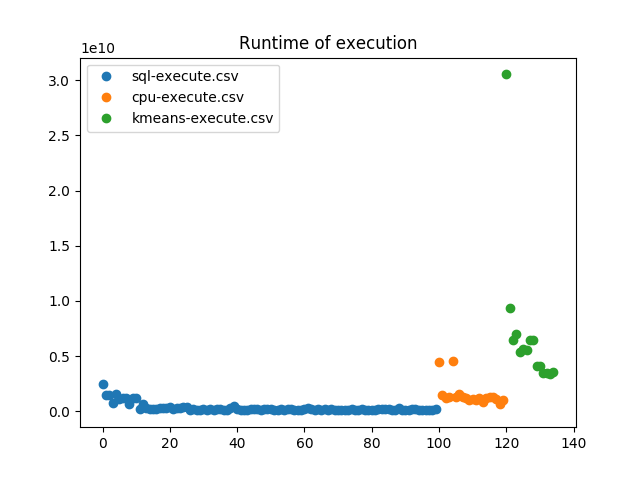 Runtime of execution
1e10
3.0
2.5
2.0
1.5
1.0
0.5
0.0
sql-execute.csv
cpu-execute.csv
kmeans-execute.csv
0 20 40 60 80 100 120 140